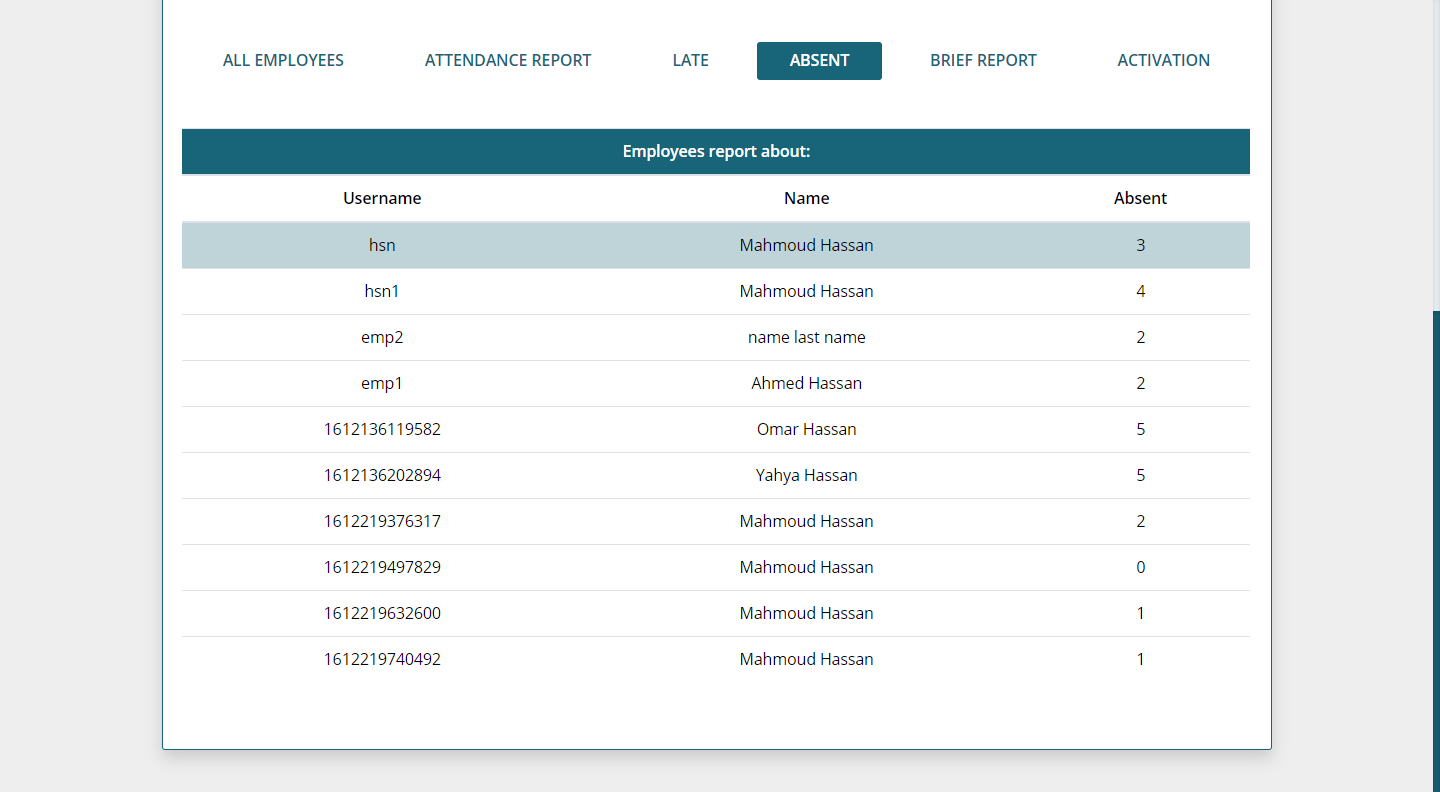 ALL EMPLOYEES ATTENDANCE REPORT LATE ABSENT BRIEF REPORT ACTIVATION
Employees report about:
Username Name Absent
hsn Mahmoud Hassan 3
hsn1 Mahmoud Hassan 4
emp2 name last name 2
emp1 Ahmed Hassan 2
1612136119582 Omar Hassan 5
1612136202894 Yahya Hassan 5
1612219376317 Mahmoud Hassan 2
1612219497829 Mahmoud Hassan 0
1612219632600 Mahmoud Hassan 1
1612219740492 Mahmoud Hassan 1